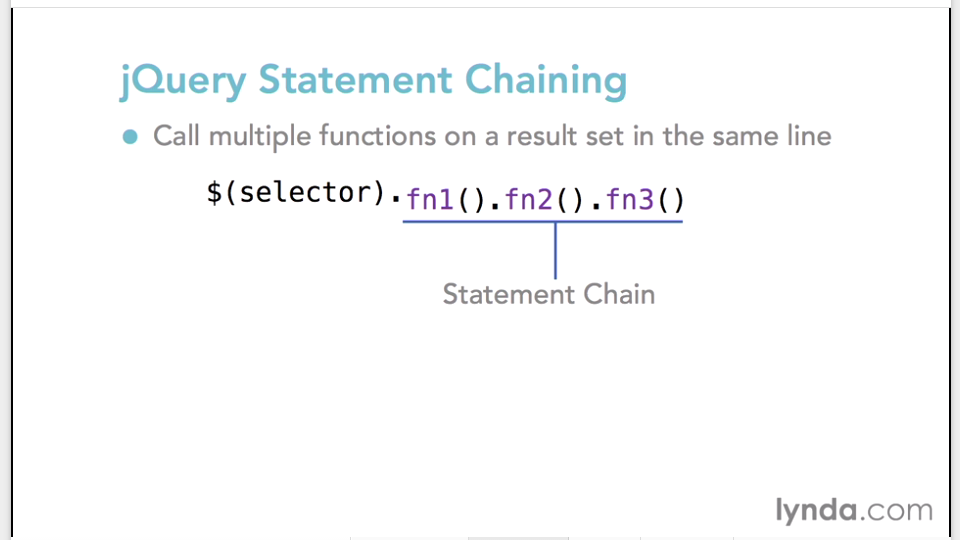 jQuery Statement Chaining
● Call multiple functions on a result set in the same line
$(selector).fn1().fn2().fn3()
Statement Chain
lynda.com